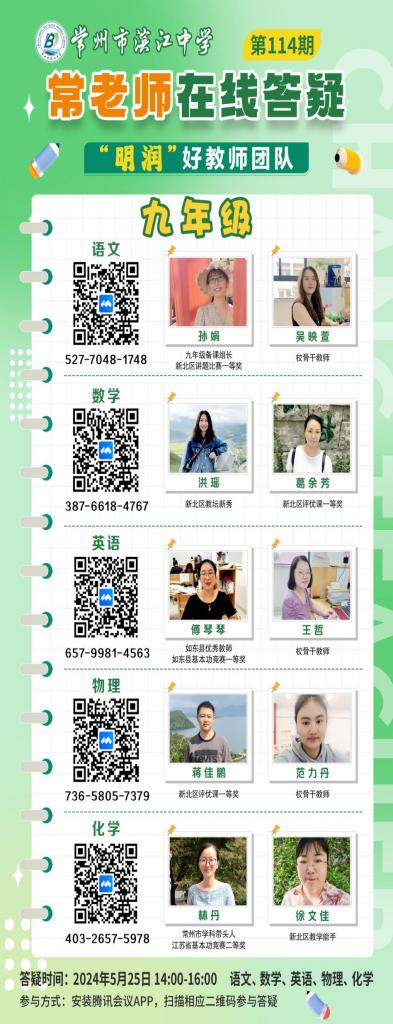 常州市滨江中学
第114期
常老师在线答疑
“明润”好教师团队
九年级
语文
527-7048-1748
孙娟
九年级备课组长
新北区讲题比赛一等奖
吴映萱
校骨干教师
数学
387-6618-4767
洪瑶
新北区教坛新秀
葛余芳
新北区评优课一等奖
英语
657-9981-4563
傅琴琴
如东县优秀教师
如东县基本功竞赛一等奖
王哲
校骨干教师
物理
736-5805-7379
蒋佳鹏
新北区评优课一等奖
范力丹
校骨干教师
化学
403-2657-5978
林丹
常州市学科带头人
江苏省基本功竞赛二等奖
徐文佳
新北区教学能手
答疑时间：2024年5月25日 14:00-16:00 语文、数学、英语、物理、化学
参与方式：安装腾讯会议APP，扫描相应二维码参与答疑
CHANG TEACHER